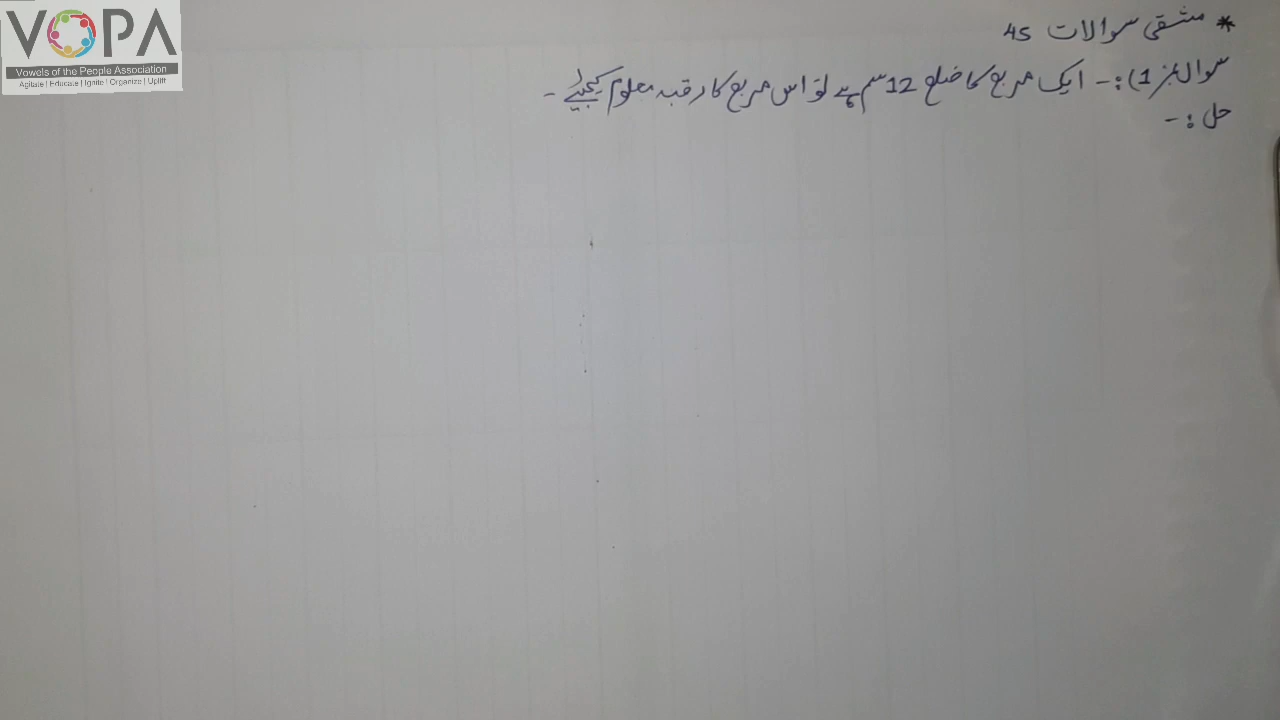 VOPA
Vowels of the People Association
Agitate | Educate | Ignite | Organize | Uplift
* مشقی سوالات 45
سوال نمبر 1) :- ایک مربع کا ضلع 12 سم ہے تو اس مربع کا رقبہ معلوم کیجیئے -
حل :-